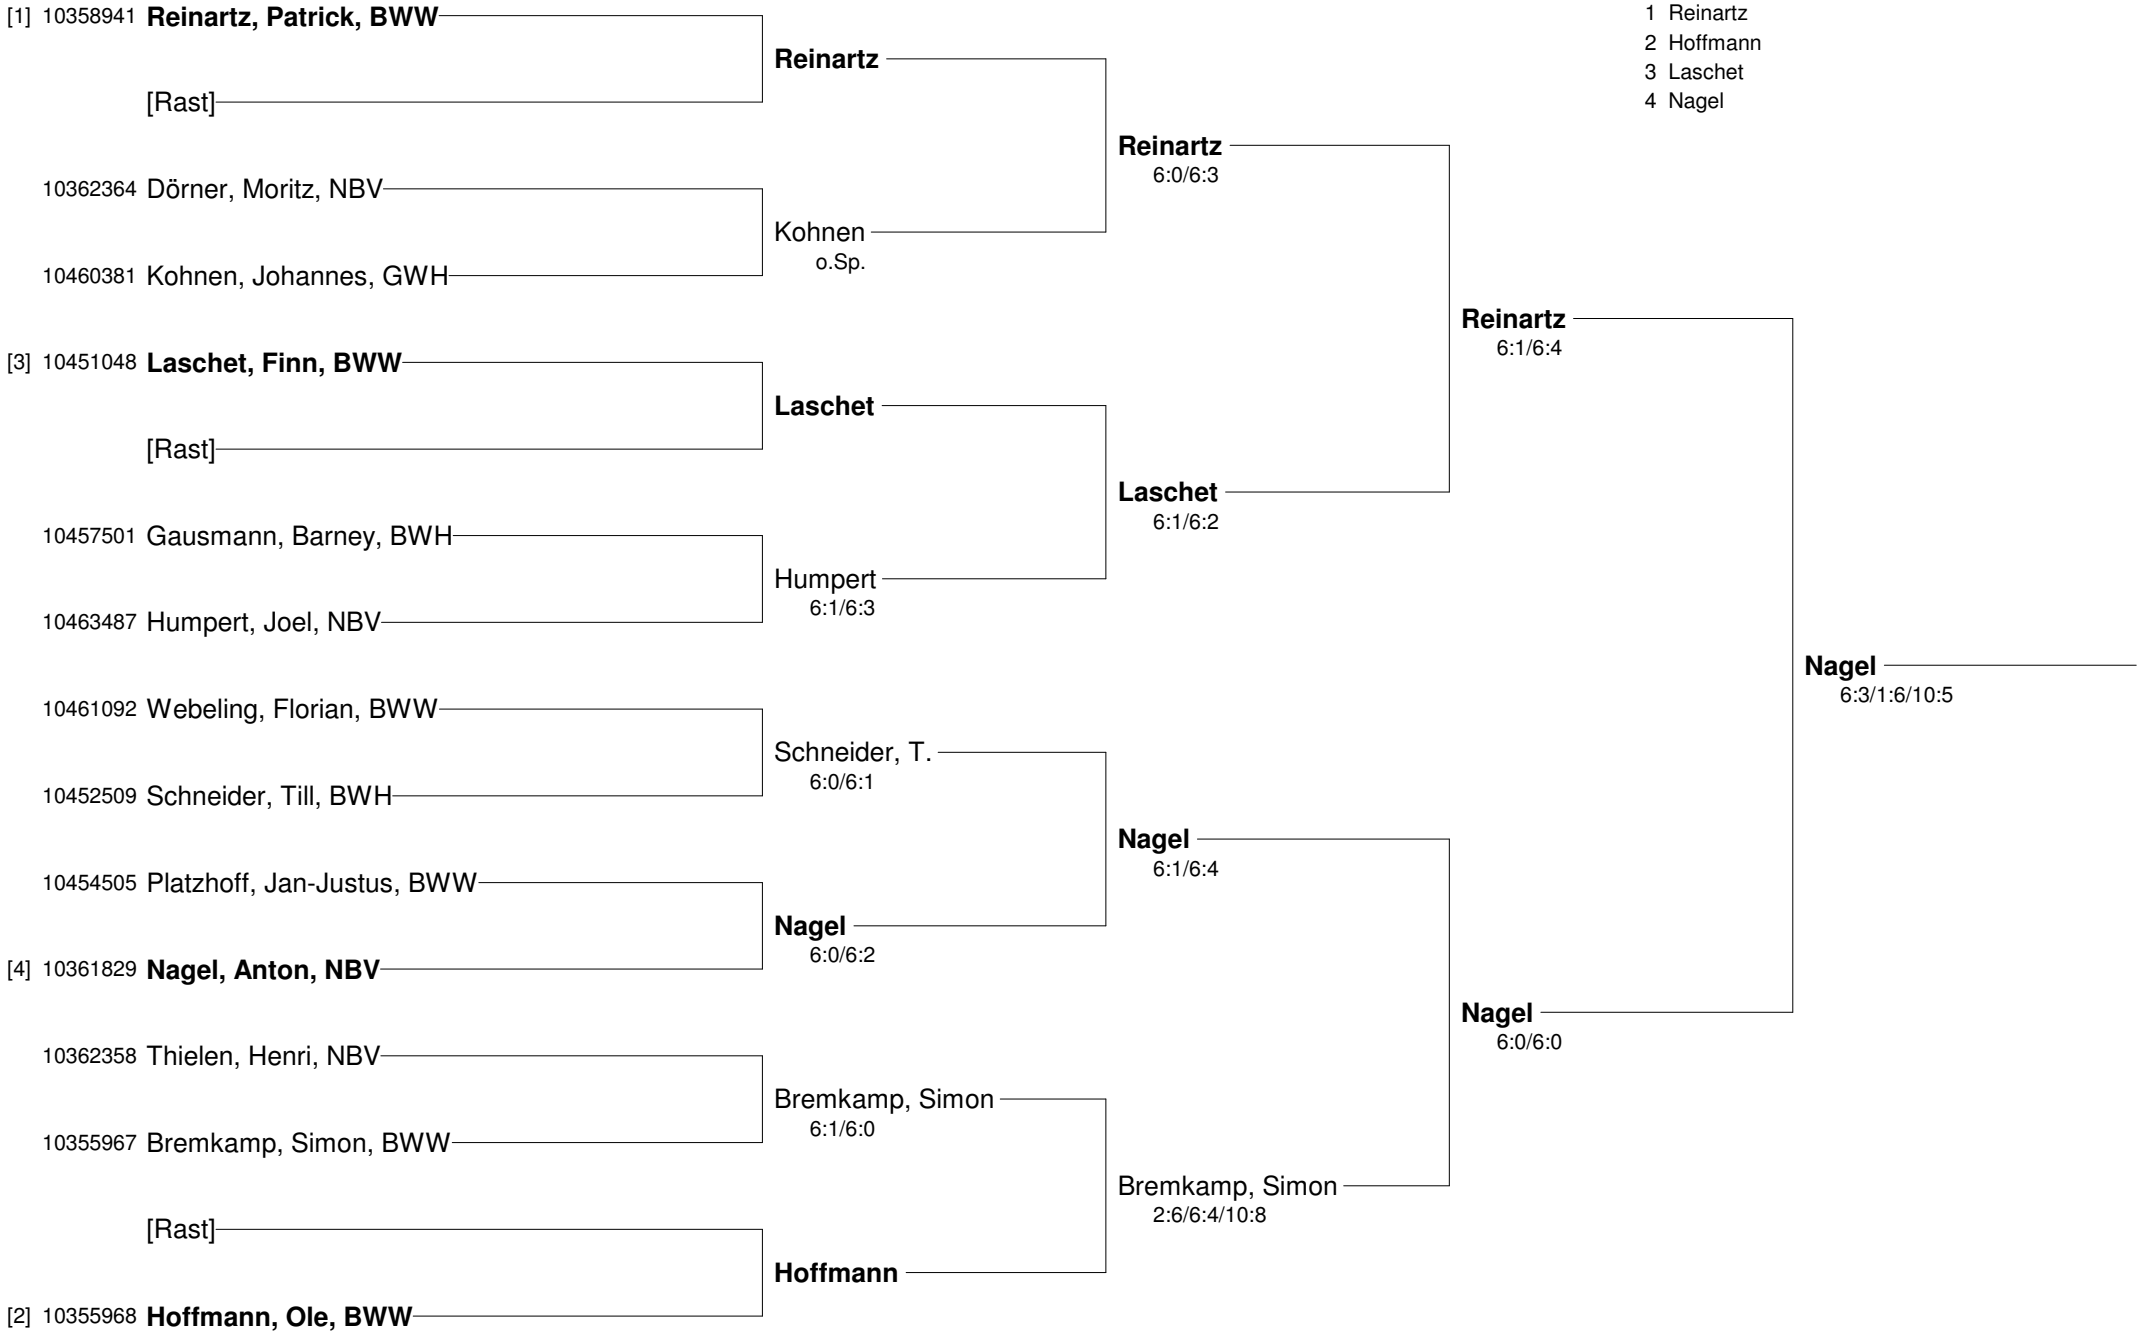 [1] 10358941 Reinartz, Patrick, BWW
[Rast]
10362364 Dörner, Moritz, NBV
10460381 Kohnen, Johannes, GWH
[3] 10451048 Laschet, Finn, BWW
[Rast]
10457501 Gausmann, Barney, BWH
10463487 Humpert, Joel, NBV
10461092 Webeling, Florian, BWW
10452509 Schneider, Till, BWH
10454505 Platzhoff, Jan-Justus, BWW
[4] 10361829 Nagel, Anton, NBV
10362358 Thielen, Henri, NBV
10355967 Bremkamp, Simon, BWW
[Rast]
[2] 10355968 Hoffmann, Ole, BWW
Reinartz
Kohnen
o.Sp.
Laschet
Humpert
6:1/6:3
Schneider, T.
6:0/6:1
Nagel
6:0/6:2
Bremkamp, Simon
6:1/6:0
Hoffmann
Reinartz
6:0/6:3
Laschet
6:1/6:2
Nagel
6:1/6:4
Bremkamp, Simon
2:6/6:4/10:8
Reinartz
6:1/6:4
Nagel
6:0/6:0
Nagel
6:3/1:6/10:5
1 Reinartz
2 Hoffmann
3 Laschet
4 Nagel